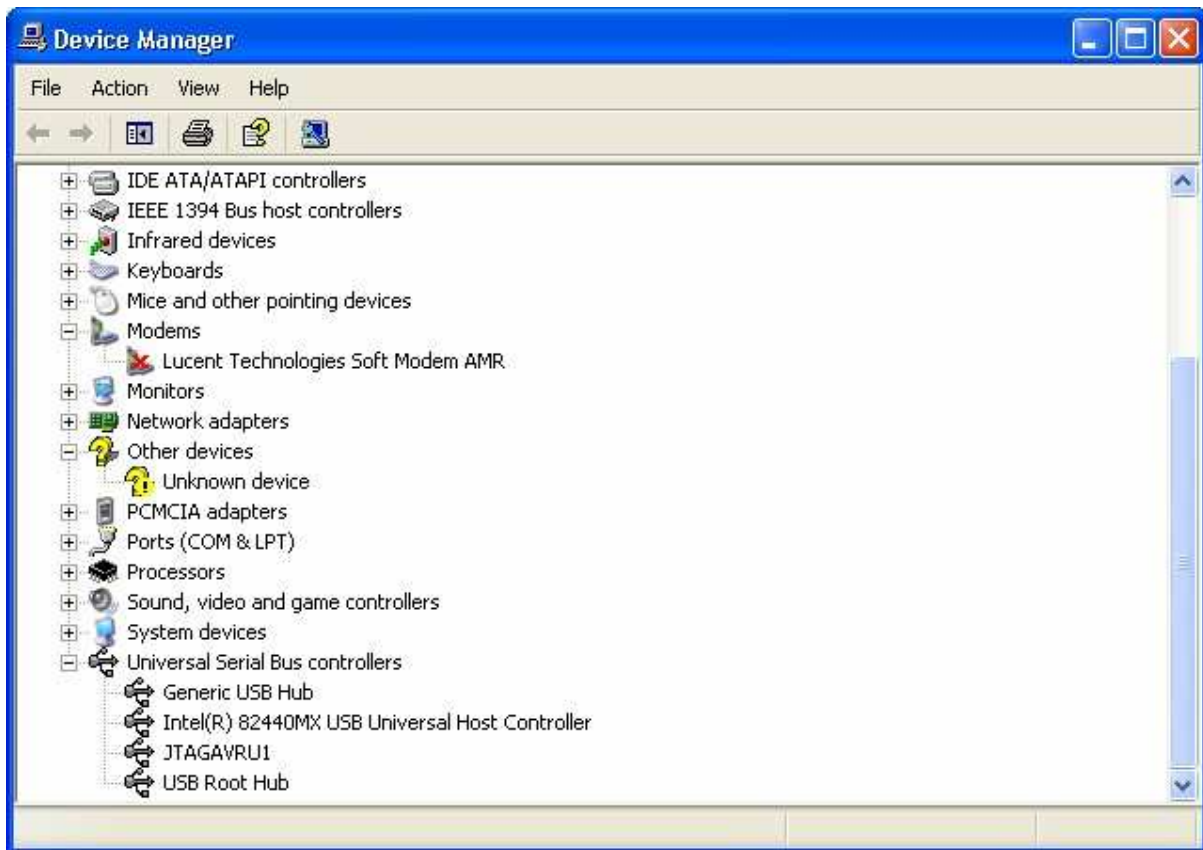 Device Manager
File Action View Help
IDE ATA/ATAPI controllers
IEEE 1394 Bus host controllers
Infrared devices
Keyboards
Mice and other pointing devices
Modems
Lucent Technologies Soft Modem AMR
Monitors
Network adapters
Other devices
Unknown device
PCMCIA adapters
Ports (COM & LPT)
Processors
Sound, video and game controllers
System devices
Universal Serial Bus controllers
Generic USB Hub
Intel(R) 82440MX USB Universal Host Controller
JTAGAVRU1
USB Root Hub